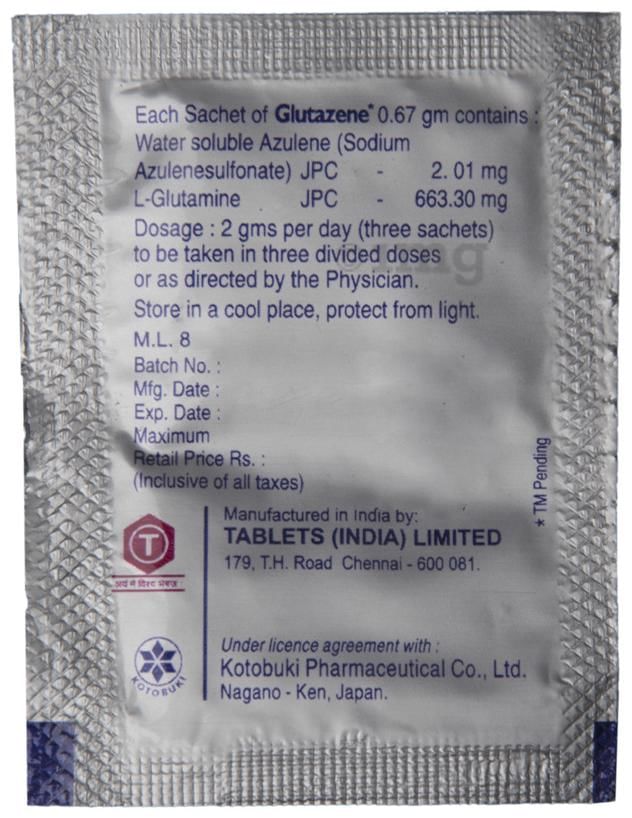 Each Sachet of Glutazene* 0.67 gm contains :
Water soluble Azulene (Sodium
Azulenesulfonate) JPC - 2. 01 mg
L-Glutamine JPC - 663.30 mg
Dosage : 2 gms per day (three sachets)
to be taken in three divided doses
or as directed by the Physician.
Store in a cool place, protect from light.
M.L. 8
Batch No. :
Mfg. Date :
Exp. Date :
Maximum
Retail Price Rs. :
(Inclusive of all taxes)
* TM Pending
Manufactured in India by:
TABLETS (INDIA) LIMITED
179, T.H. Road Chennai - 600 081.
T
Under licence agreement with :
Kotobuki Pharmaceutical Co., Ltd.
Nagano - Ken, Japan.
KOTOBUKI